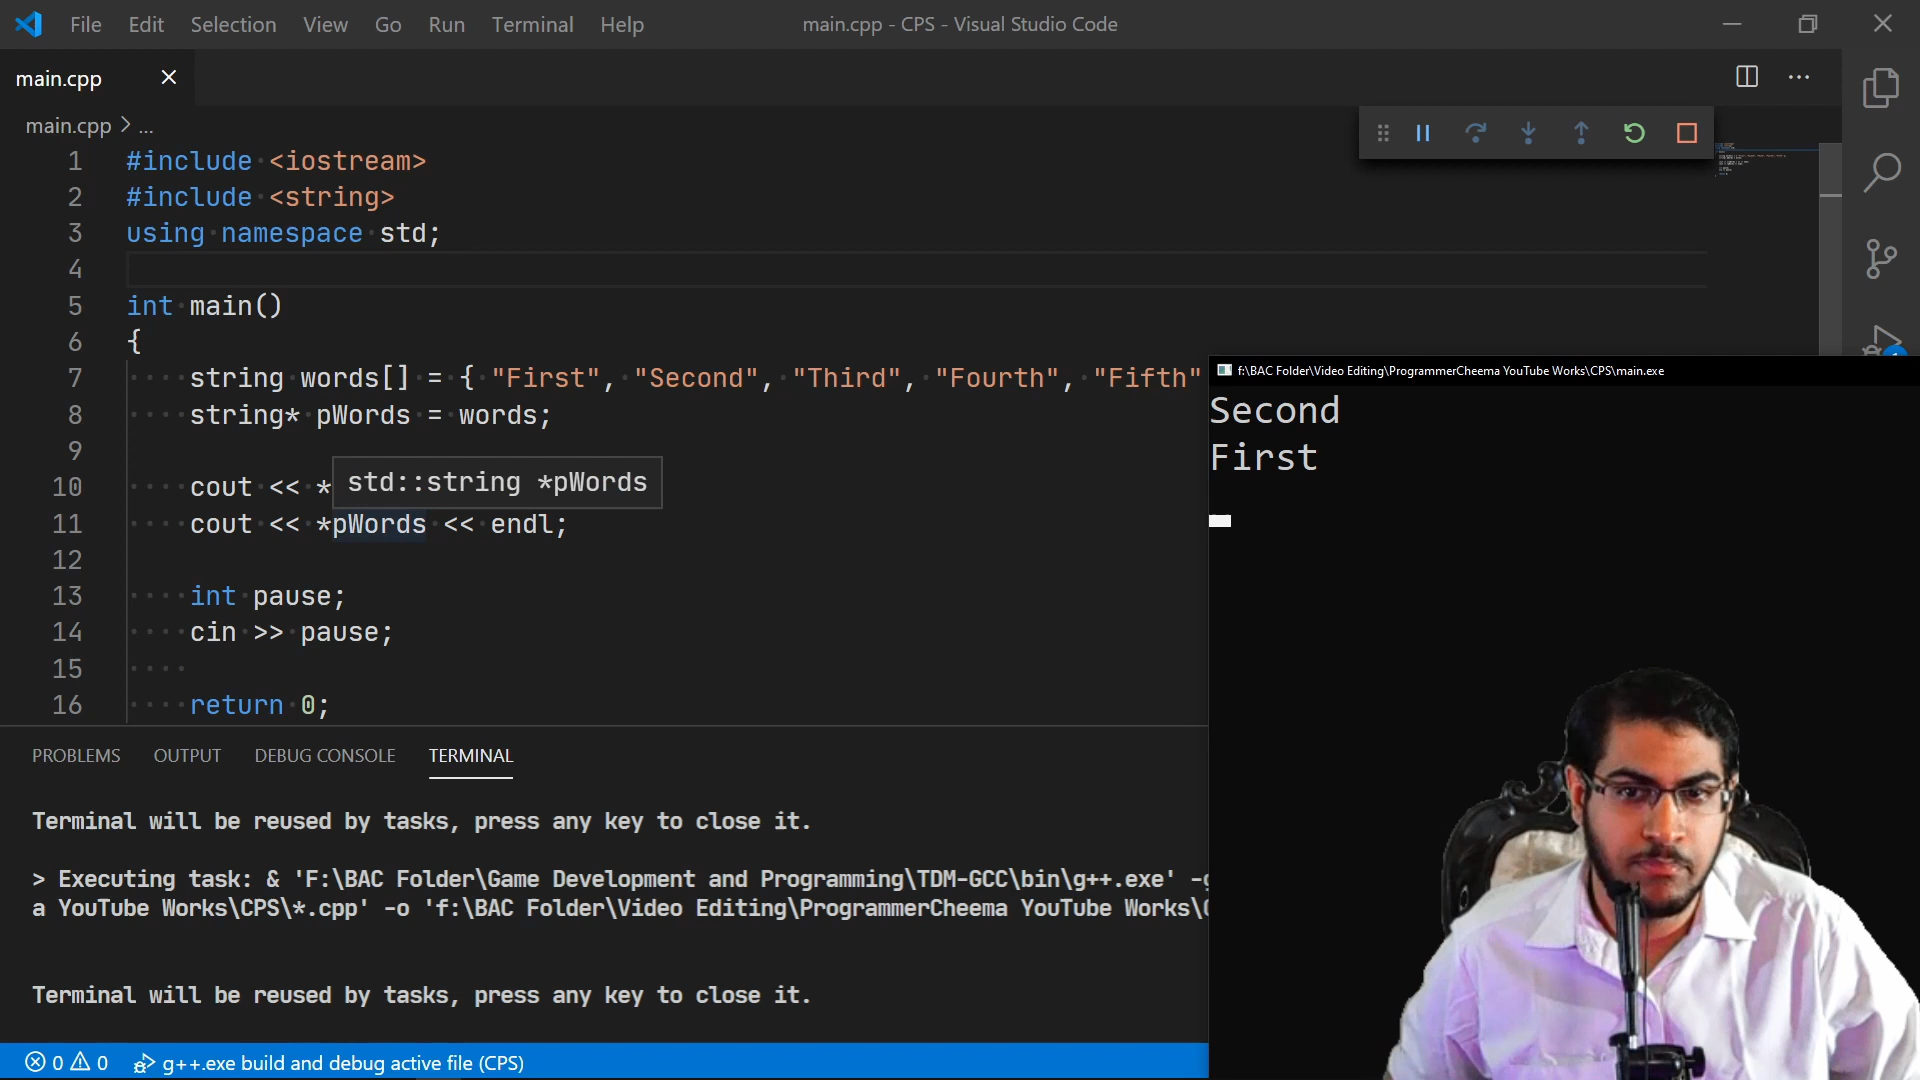 File Edit Selection View Go Run Terminal Help
main.cpp - CPS - Visual Studio Code
main.cpp
main.cpp > ...
1 #include <iostream>
2 #include <string>
3 using namespace std;
4
5 int main()
6 {
7 string words[] = { "First", "Second", "Third", "Fourth", "Fifth"
8 string* pWords = words;
9
10 cout << *
std::string *pWords
11 cout << *pWords << endl;
12
13 int pause;
14 cin >> pause;
15
16 return 0;
f:\BAC Folder\Video Editing\ProgrammerCheema YouTube Works\CPS\main.exe
Second
First
PROBLEMS OUTPUT DEBUG CONSOLE TERMINAL
Terminal will be reused by tasks, press any key to close it.
> Executing task: & 'F:\BAC Folder\Game Development and Programming\TDM-GCC\bin\g++.exe' -g
a YouTube Works\CPS\*.cpp' -o 'f:\BAC Folder\Video Editing\ProgrammerCheema YouTube Works\
Terminal will be reused by tasks, press any key to close it.
0 0 g++.exe build and debug active file (CPS)